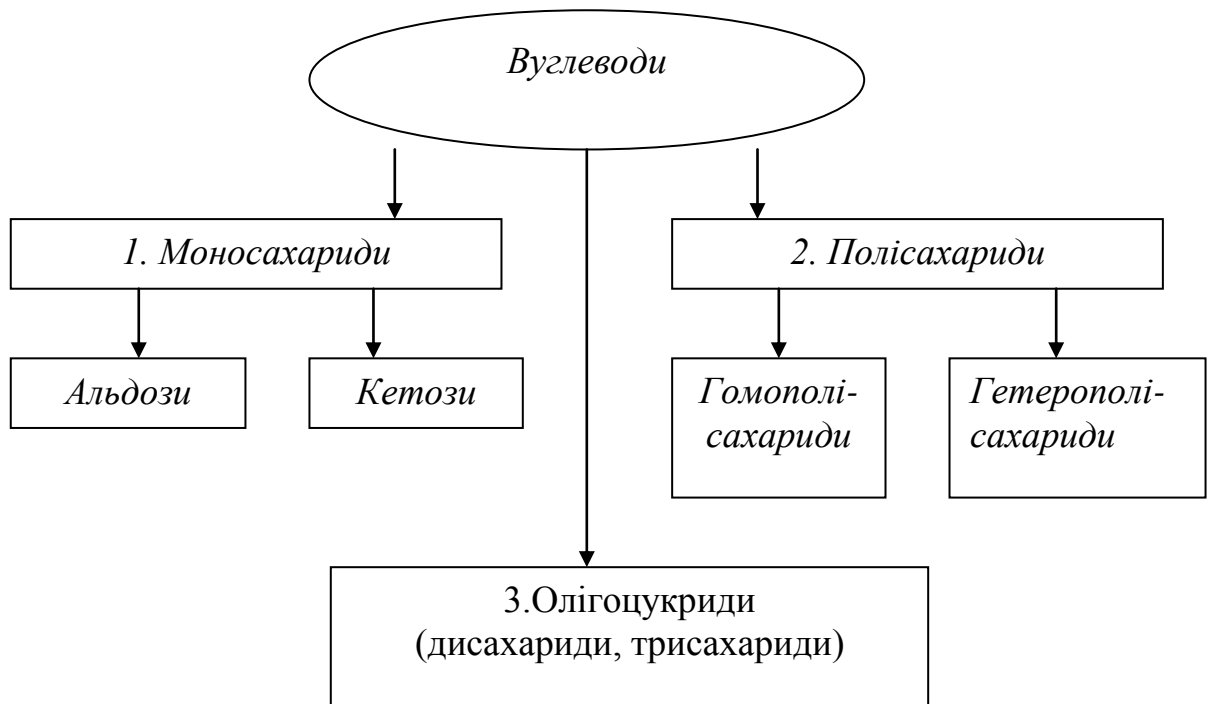 Вуглеводи
1. Моносахариди
2. Полісахариди
Альдози
Кетози
Гомополі-
сахариди
Гетерополі-
сахариди
3.Олігоцукриди
(дисахариди, трисахариди)